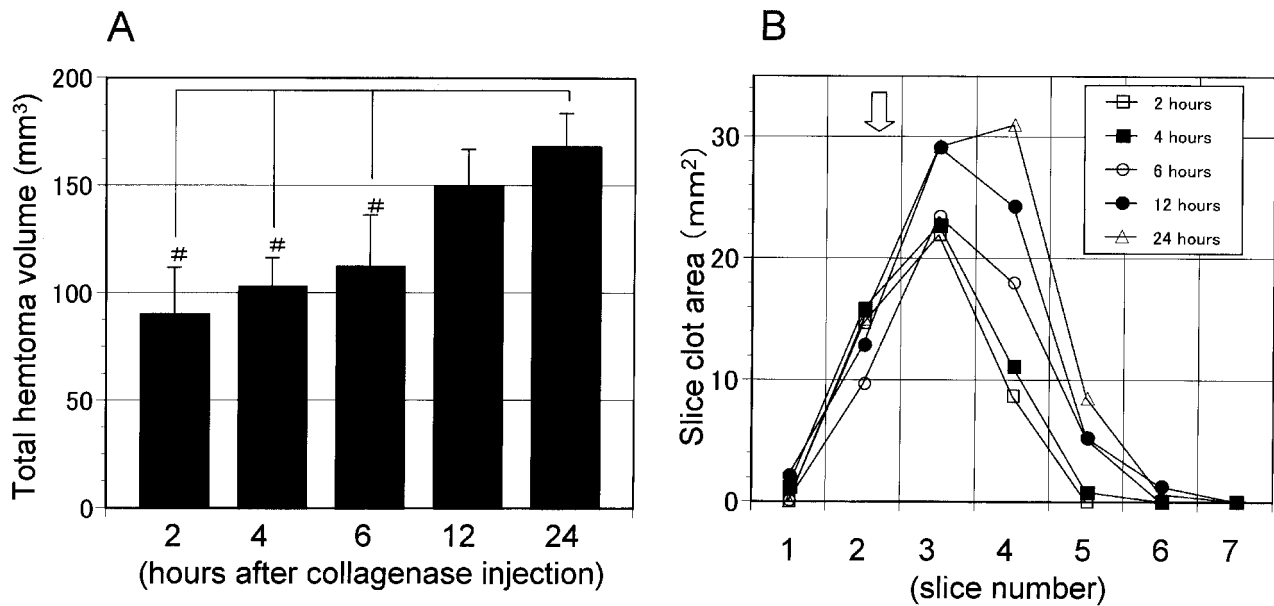 A
Total hemtoma volume (mm³)
200
150
100
50
0
#
#
#
2 4 6 12 24
(hours after collagenase injection)
B
Slice clot area (mm²)
30
20
10
0
2 hours
4 hours
6 hours
12 hours
24 hours
1 2 3 4 5 6 7
(slice number)